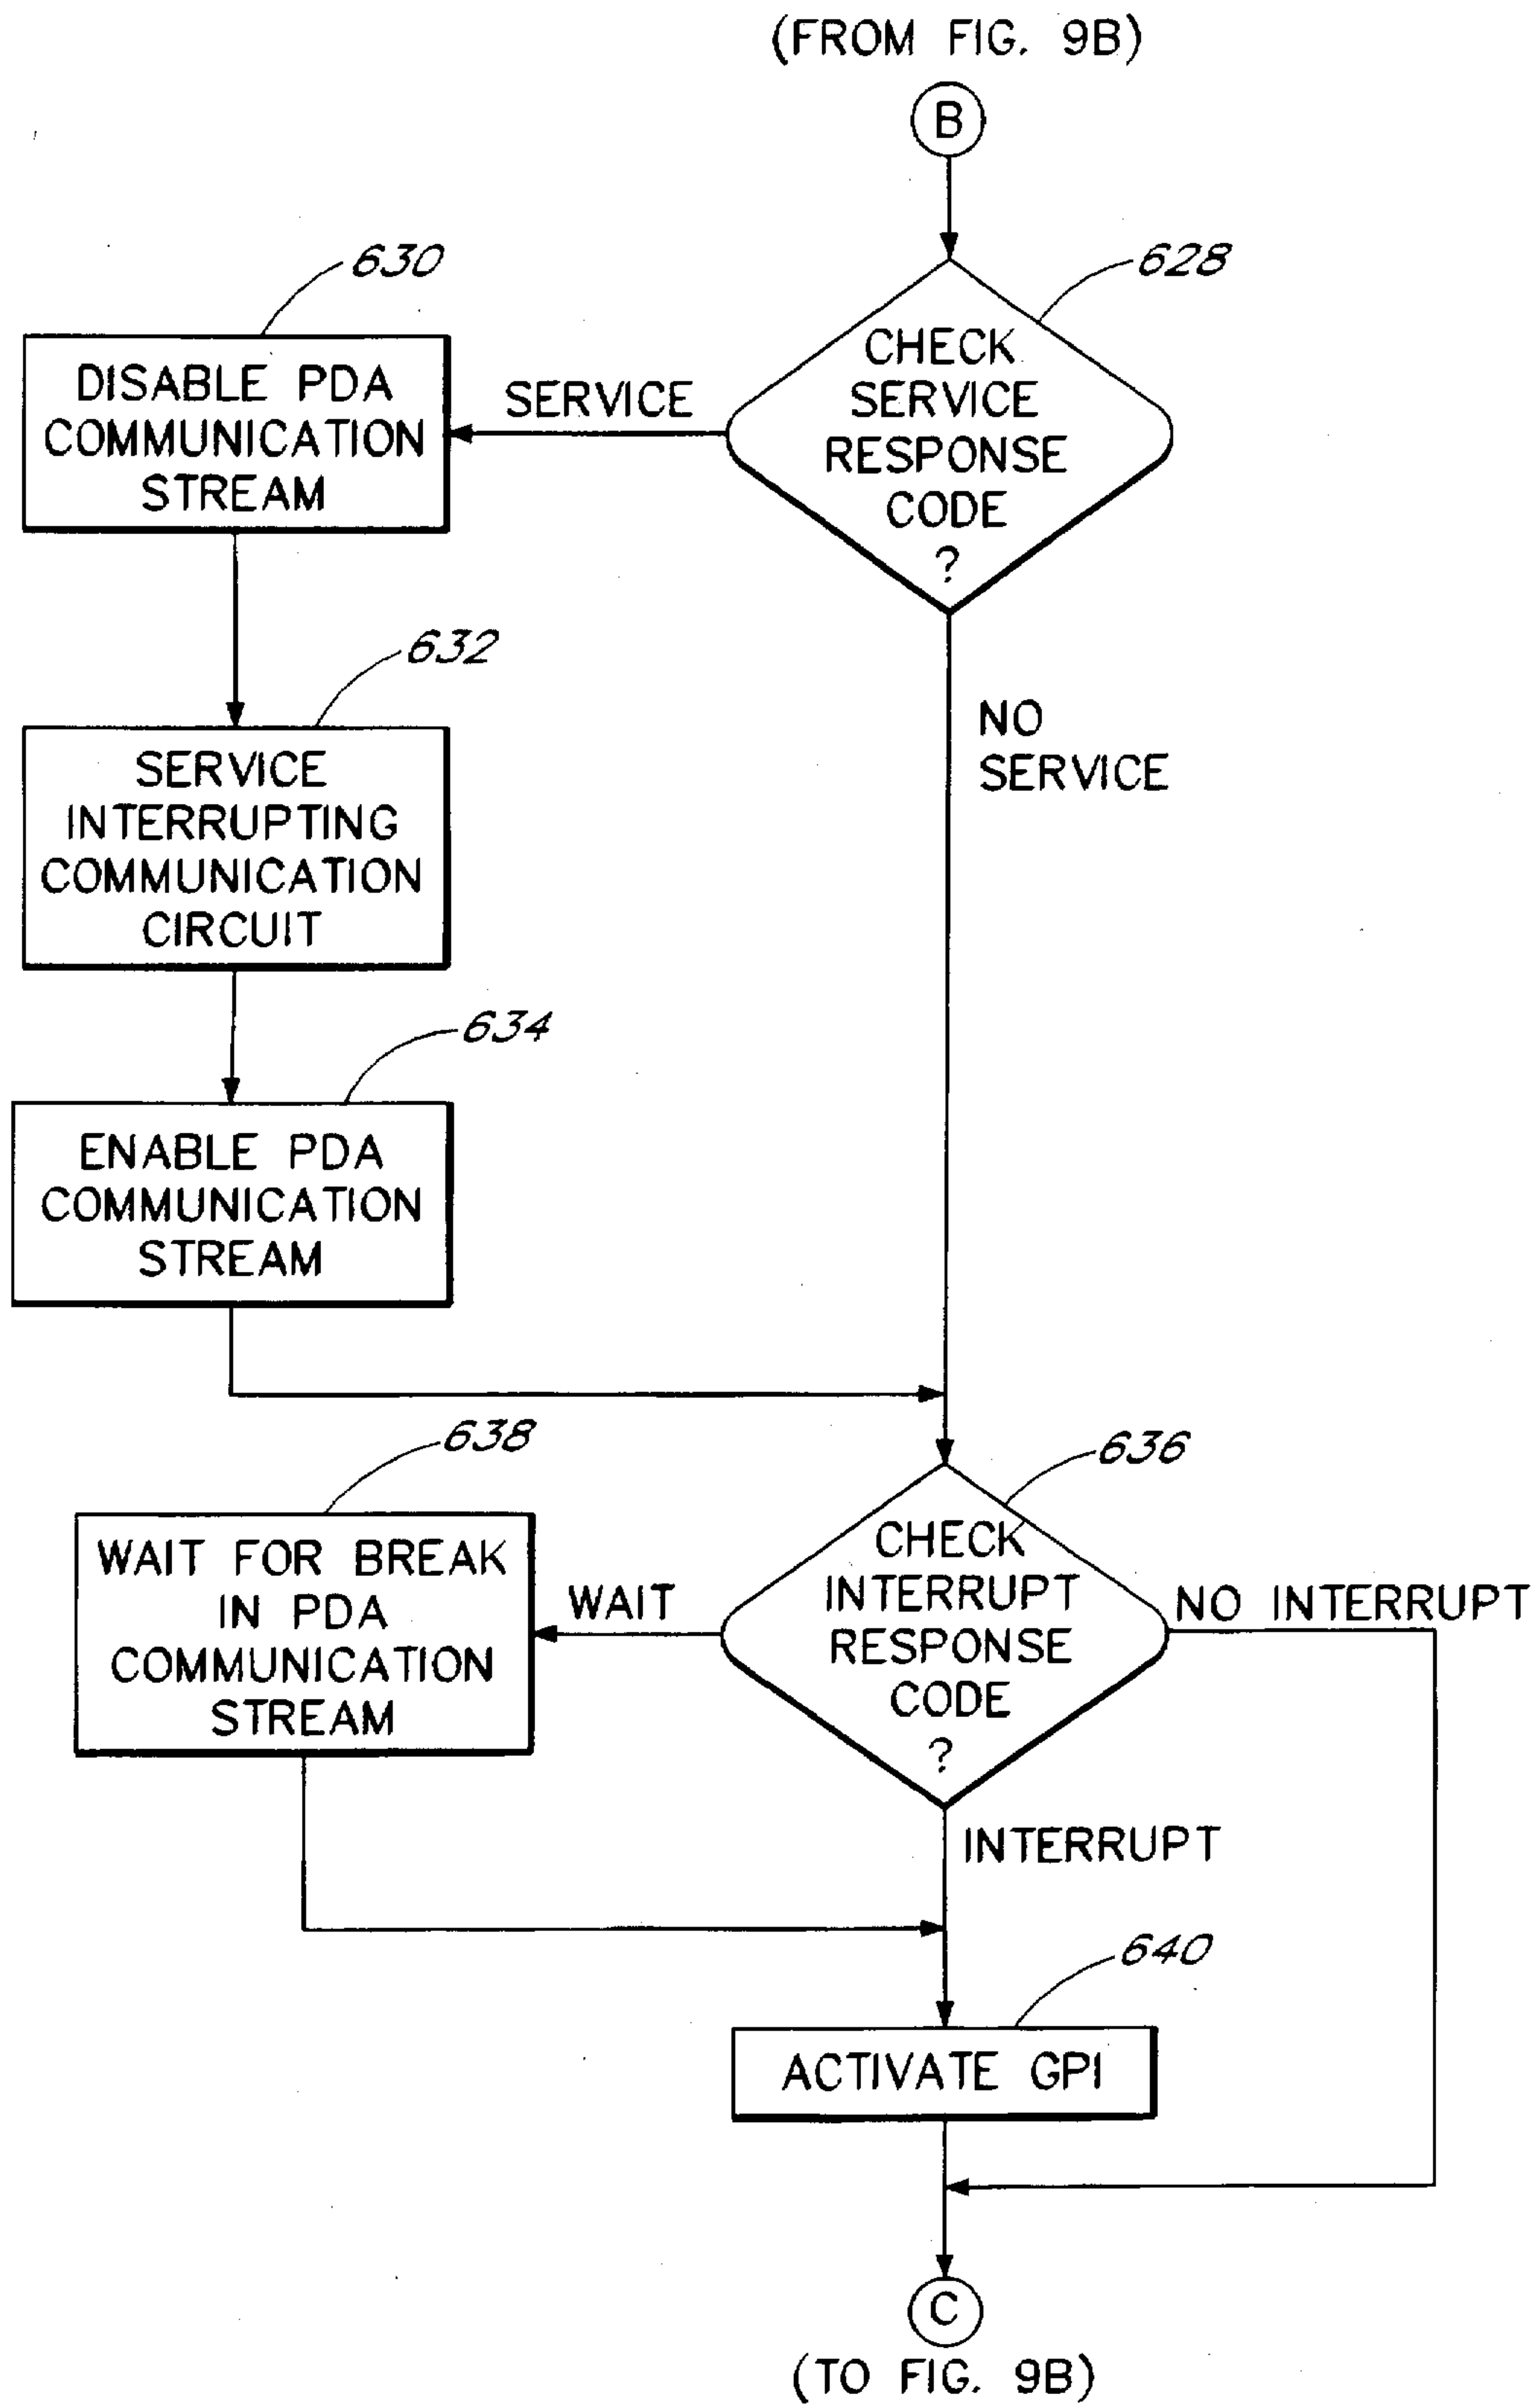 (FROM FIG. 9B)
B
628
CHECK
SERVICE
RESPONSE
CODE
?
SERVICE
630
DISABLE PDA
COMMUNICATION
STREAM
NO
SERVICE
632
SERVICE
INTERRUPTING
COMMUNICATION
CIRCUIT
634
ENABLE PDA
COMMUNICATION
STREAM
636
CHECK
INTERRUPT
RESPONSE
CODE
?
WAIT
638
WAIT FOR BREAK
IN PDA
COMMUNICATION
STREAM
NO INTERRUPT
INTERRUPT
640
ACTIVATE GPI
C
(TO FIG. 9B)